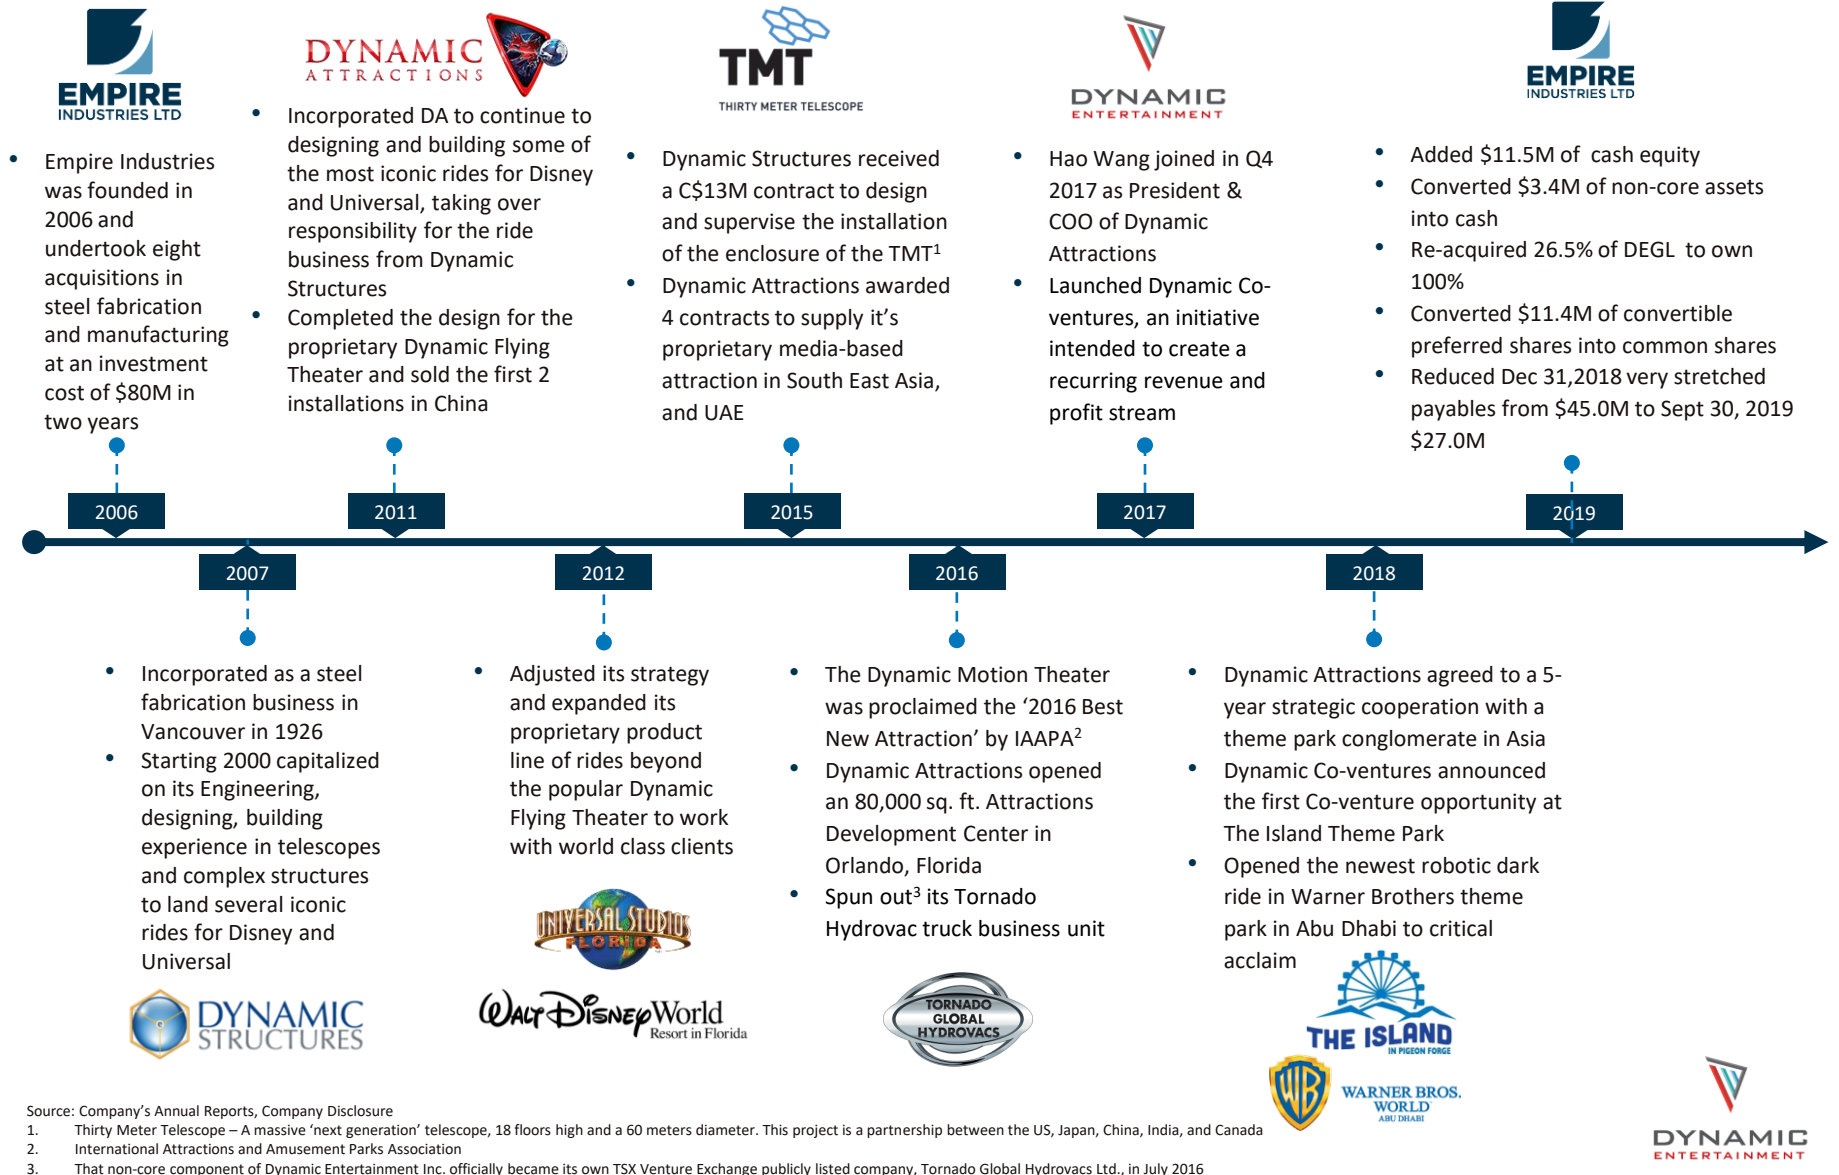 EMPIRE
INDUSTRIES LTD
Empire Industries
was founded in
2006 and
undertook eight
acquisitions in
steel fabrication
and manufacturing
at an investment
cost of $80M in
two years
DYNAMIC
ATTRACTIONS
Incorporated DA to continue to
designing and building some of
the most iconic rides for Disney
and Universal, taking over
responsibility for the ride
business from Dynamic
Structures
Completed the design for the
proprietary Dynamic Flying
Theater and sold the first 2
installations in China
TMT
THIRTY METER TELESCOPE
Dynamic Structures received
a C$13M contract to design
and supervise the installation
of the enclosure of the TMT1
Dynamic Attractions awarded
4 contracts to supply it's
proprietary media-based
attraction in South East Asia,
and UAE
DYNAMIC
ENTERTAINMENT
Hao Wang joined in Q4
2017 as President &
COO of Dynamic
Attractions
Launched Dynamic Co-
ventures, an initiative
intended to create a
recurring revenue and
profit stream
EMPIRE
INDUSTRIES LTD
Added $11.5M of cash equity
Converted $3.4M of non-core assets
into cash
Re-acquired 26.5% of DEGL to own
100%
Converted $11.4M of convertible
preferred shares into common shares
Reduced Dec 31,2018 very stretched
payables from $45.0M to Sept 30, 2019
$27.0M
2006
2011
2015
2017
2019
2007
2012
2016
2018
Incorporated as a steel
fabrication business in
Vancouver in 1926
Starting 2000 capitalized
on its Engineering,
designing, building
experience in telescopes
and complex structures
to land several iconic
rides for Disney and
Universal
DYNAMIC
STRUCTURES
Adjusted its strategy
and expanded its
proprietary product
line of rides beyond
the popular Dynamic
Flying Theater to work
with world class clients
UNIVERSAL STUDIOS
FLORIDA
WALT DISNEY World
Resort in Florida
The Dynamic Motion Theater
was proclaimed the '2016 Best
New Attraction' by IAAPA2
Dynamic Attractions opened
an 80,000 sq. ft. Attractions
Development Center in
Orlando, Florida
Spun out3 its Tornado
Hydrovac truck business unit
TORNADO
GLOBAL
HYDROVACS
Dynamic Attractions agreed to a 5-
year strategic cooperation with a
theme park conglomerate in Asia
Dynamic Co-ventures announced
the first Co-venture opportunity at
The Island Theme Park
Opened the newest robotic dark
ride in Warner Brothers theme
park in Abu Dhabi to critical
acclaim
THE ISLAND
IN PIGEON FORGE
WB
WARNER BROS.
WORLD
ABU DHABI
DYNAMIC
ENTERTAINMENT
Source: Company's Annual Reports, Company Disclosure
1. Thirty Meter Telescope – A massive 'next generation' telescope, 18 floors high and a 60 meters diameter. This project is a partnership between the US, Japan, China, India, and Canada
2. International Attractions and Amusement Parks Association
3. That non-core component of Dynamic Entertainment Inc. officially became its own TSX Venture Exchange publicly listed company, Tornado Global Hydrovacs Ltd., in July 2016